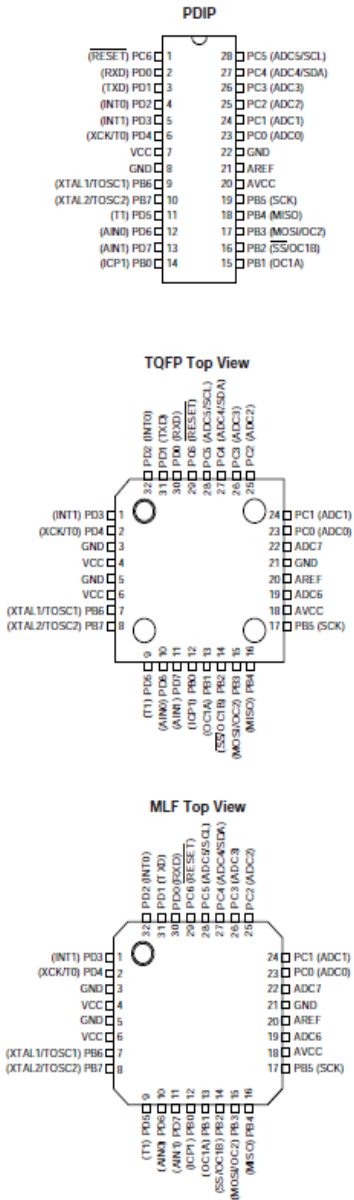 PDIP
(RESET) PC6 1 28 PC5 (ADC5/SCL)
(RXD) PD0 2 27 PC4 (ADC4/SDA)
(TXD) PD1 3 26 PC3 (ADC3)
(INT0) PD2 4 25 PC2 (ADC2)
(INT1) PD3 5 24 PC1 (ADC1)
(XCK/T0) PD4 6 23 PC0 (ADC0)
VCC 7 22 GND
GND 8 21 AREF
(XTAL1/TOSC1) PB6 9 20 AVCC
(XTAL2/TOSC2) PB7 10 19 PB5 (SCK)
(T1) PD5 11 18 PB4 (MISO)
(AIN0) PD6 12 17 PB3 (MOSI/OC2)
(AIN1) PD7 13 16 PB2 (SS/OC1B)
(ICP1) PB0 14 15 PB1 (OC1A)
TQFP Top View
32 PD2 (INT0)
31 PD1 (TXD)
30 PD0 (RXD)
29 PC6 (RESET)
28 PC5 (ADC5/SCL)
27 PC4 (ADC4/SDA)
26 PC3 (ADC3)
25 PC2 (ADC2)
(INT1) PD3 1 24 PC1 (ADC1)
(XCK/T0) PD4 2 23 PC0 (ADC0)
GND 3 22 ADC7
VCC 4 21 GND
GND 5 20 AREF
VCC 6 19 ADC6
(XTAL1/TOSC1) PB6 7 18 AVCC
(XTAL2/TOSC2) PB7 8 17 PB5 (SCK)
(T1) PD5 9
(AIN0) PD6 10
(AIN1) PD7 11
(ICP1) PB0 12
(OC1A) PB1 13
(SS/OC1B) PB2 14
(MOSI/OC2) PB3 15
(MISO) PB4 16
MLF Top View
32 PD2 (INT0)
31 PD1 (TXD)
30 PD0 (RXD)
29 PC6 (RESET)
28 PC5 (ADC5/SCL)
27 PC4 (ADC4/SDA)
26 PC3 (ADC3)
25 PC2 (ADC2)
(INT1) PD3 1 24 PC1 (ADC1)
(XCK/T0) PD4 2 23 PC0 (ADC0)
GND 3 22 ADC7
VCC 4 21 GND
GND 5 20 AREF
VCC 6 19 ADC6
(XTAL1/TOSC1) PB6 7 18 AVCC
(XTAL2/TOSC2) PB7 8 17 PB5 (SCK)
(T1) PD5 9
(AIN0) PD6 10
(AIN1) PD7 11
(ICP1) PB0 12
(OC1A) PB1 13
(SS/OC1B) PB2 14
(MOSI/OC2) PB3 15
(MISO) PB4 16